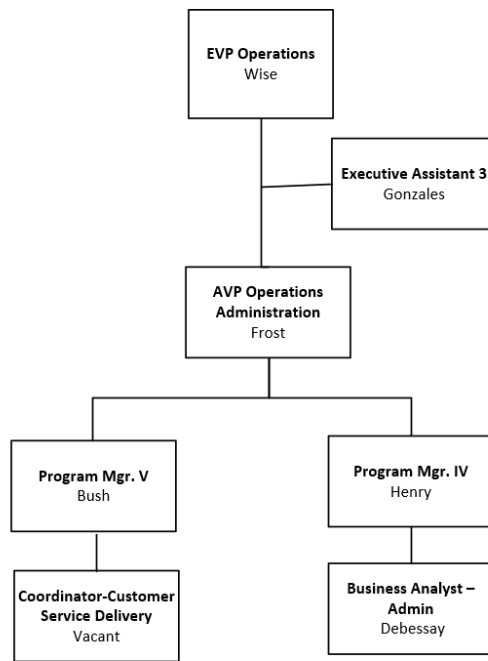 EVP Operations
Wise
Executive Assistant 3
Gonzales
AVP Operations
Administration
Frost
Program Mgr. V
Bush
Program Mgr. IV
Henry
Coordinator-Customer
Service Delivery
Vacant
Business Analyst –
Admin
Debessay